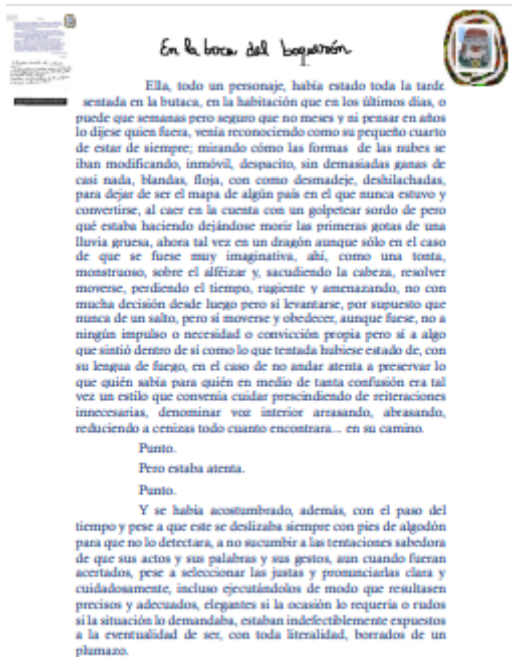 En la boca del boquerón
Ella, todo un personaje, había estado toda la tarde
sentada en la butaca, en la habitación que en los últimos días, o
puede que semanas pero seguro que no meses y ni pensar en años
lo dijese quien fuera, venía reconociendo como su pequeño cuarto
de estar de siempre; mirando cómo las formas de las nubes se
iban modificando, inmóvil, despacito, sin demasiadas ganas de
casi nada, blandas, floja, con como desmadeje, deshilachadas,
para dejar de ser el mapa de algún país en el que nunca estuvo y
convertirse, al caer en la cuenta con un golpetear sordo de pero
qué estaba haciendo dejándose morir las primeras gotas de una
lluvia gruesa, ahora tal vez en un dragón aunque sólo en el caso
de que se fuese muy imaginativa, ahí, como una tonta,
monstruoso, sobre el alféizar y, sacudiendo la cabeza, resolver
moverse, perdiendo el tiempo, rugiente y amenazando, no con
mucha decisión desde luego pero sí levantarse, por supuesto que
nunca de un salto, pero sí moverse y obedecer, aunque fuese, no a
ningún impulso o necesidad o convicción propia pero sí a algo
que sintió dentro de sí como lo que tentada hubiese estado de, con
su lengua de fuego, en el caso de no andar atenta a preservar lo
que quién sabía para quién en medio de tanta confusión era tal
vez un estilo que convenía cuidar prescindiendo de reiteraciones
innecesarias, denominar voz interior arrasando, abrasando,
reduciendo a cenizas todo cuanto encontrara... en su camino.
Punto.
Pero estaba atenta.
Punto.
Y se había acostumbrado, además, con el paso del
tiempo y pese a que este se deslizaba siempre con pies de algodón
para que no lo detectara, a no sucumbir a las tentaciones sabedora
de que sus actos y sus palabras y sus gestos, aun cuando fueran
acertados, pese a seleccionar las justas y pronunciarlas clara y
cuidadosamente, incluso ejecutándolos de modo que resultasen
precisos y adecuados, elegantes si la ocasión lo requería o rudos
si la situación lo demandaba, estaban indefectiblemente expuestos
a la eventualidad de ser, con toda literalidad, borrados de un
plumazo.